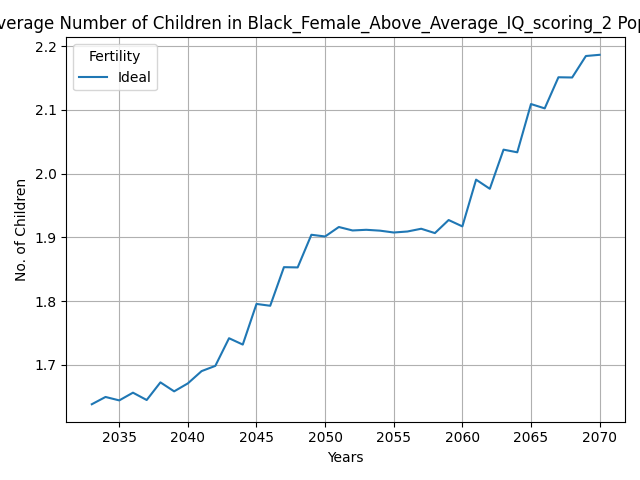 verage Number of Children in Black_Female_Above_Average_IQ_scoring_2 Pop
Fertility
Ideal
2.2
2.1
2.0
1.9
1.8
1.7
No. of Children
2035 2040 2045 2050 2055 2060 2065 2070
Years